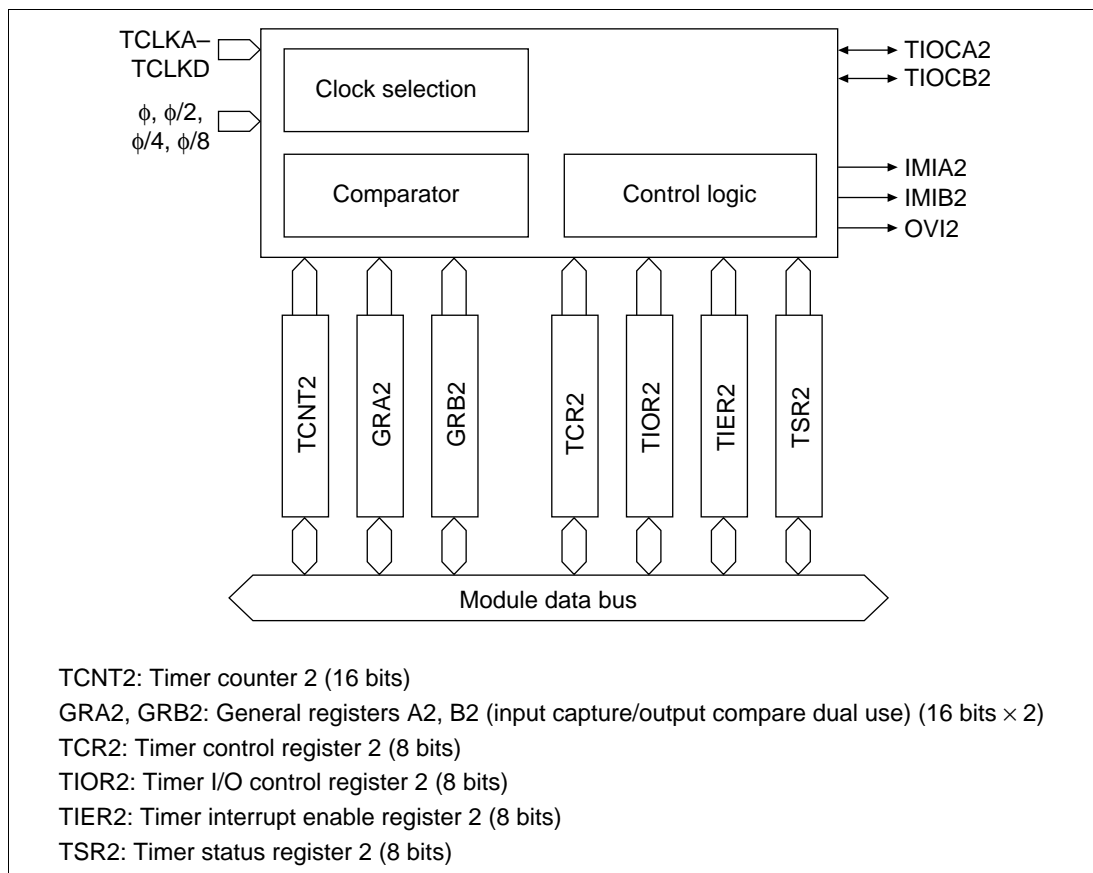 TCLKA–
TCLKD
ϕ, ϕ/2,
ϕ/4, ϕ/8
Clock selection
Comparator
Control logic
TIOCA2
TIOCB2
IMIA2
IMIB2
OVI2
TCNT2
GRA2
GRB2
TCR2
TIOR2
TIER2
TSR2
Module data bus
TCNT2: Timer counter 2 (16 bits)
GRA2, GRB2: General registers A2, B2 (input capture/output compare dual use) (16 bits × 2)
TCR2: Timer control register 2 (8 bits)
TIOR2: Timer I/O control register 2 (8 bits)
TIER2: Timer interrupt enable register 2 (8 bits)
TSR2: Timer status register 2 (8 bits)